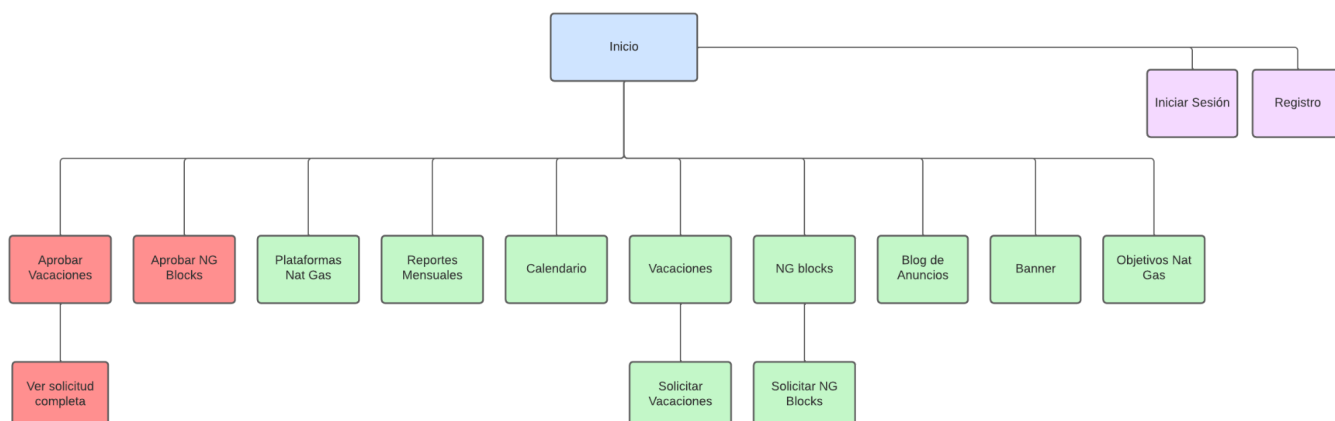 Inicio
Iniciar Sesión
Registro
Aprobar
Vacaciones
Aprobar NG
Blocks
Plataformas
Nat Gas
Reportes
Mensuales
Calendario
Vacaciones
NG blocks
Blog de
Anuncios
Banner
Objetivos Nat
Gas
Ver solicitud
completa
Solicitar
Vacaciones
Solicitar NG
Blocks